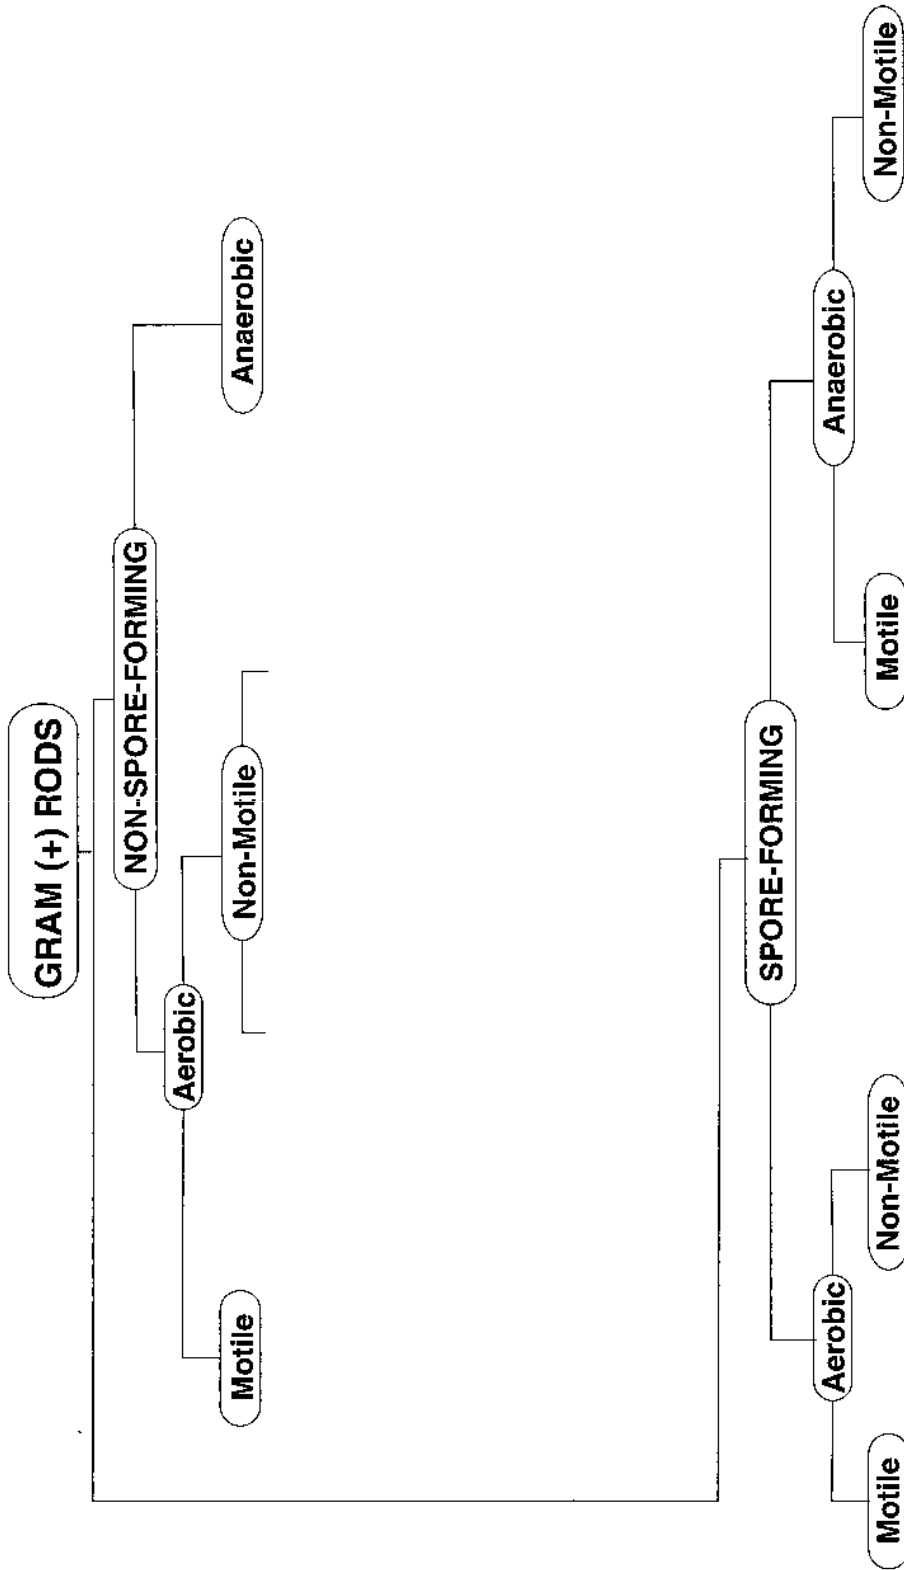 GRAM (+) RODS
NON-SPORE-FORMING
Aerobic
Anaerobic
Motile
Non-Motile
SPORE-FORMING
Aerobic
Anaerobic
Motile
Non-Motile
Motile
Non-Motile